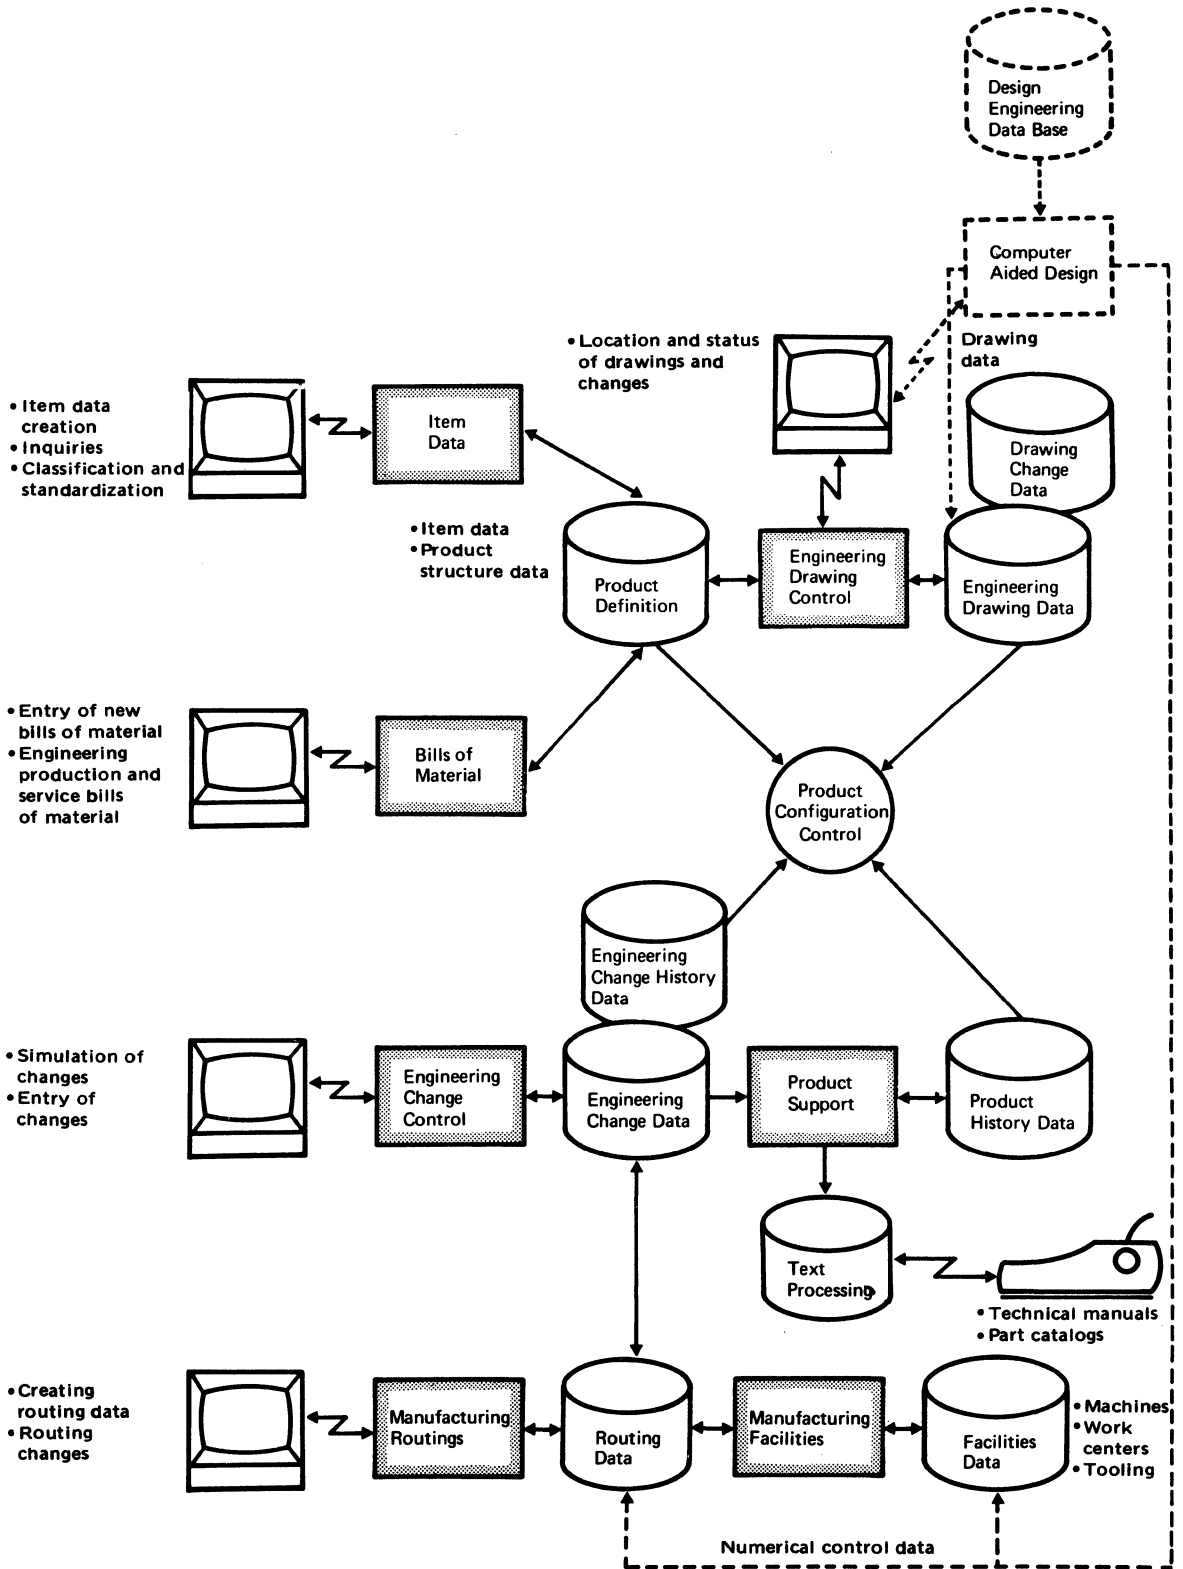 Design
Engineering
Data Base
Computer
Aided Design
Drawing
data
• Location and status
of drawings and
changes
• Item data
creation
• Inquiries
• Classification and
standardization
Item
Data
Drawing
Change
Data
• Item data
• Product
structure data
Product
Definition
Engineering
Drawing
Control
Engineering
Drawing Data
• Entry of new
bills of material
• Engineering
production and
service bills
of material
Bills of
Material
Product
Configuration
Control
Engineering
Change History
Data
• Simulation of
changes
• Entry of
changes
Engineering
Change
Control
Engineering
Change Data
Product
Support
Product
History Data
Text
Processing
• Technical manuals
• Part catalogs
• Creating
routing data
• Routing
changes
Manufacturing
Routings
Routing
Data
Manufacturing
Facilities
Facilities
Data
• Machines
• Work
centers
• Tooling
Numerical control data